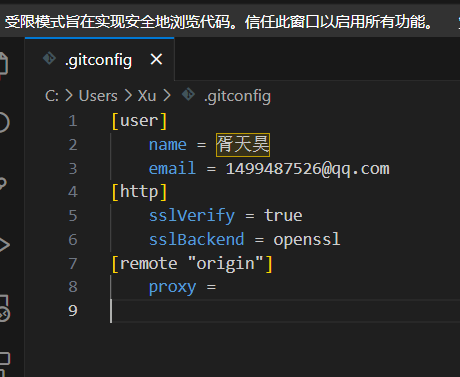 受限模式旨在实现安全地浏览代码。信任此窗口以启用所有功能。
.gitconfig ×
C: > Users > Xu > .gitconfig
1 [user]
2 name = 胥天昊
3 email = 1499487526@qq.com
4 [http]
5 sslVerify = true
6 sslBackend = openssl
7 [remote "origin"]
8 proxy =
9